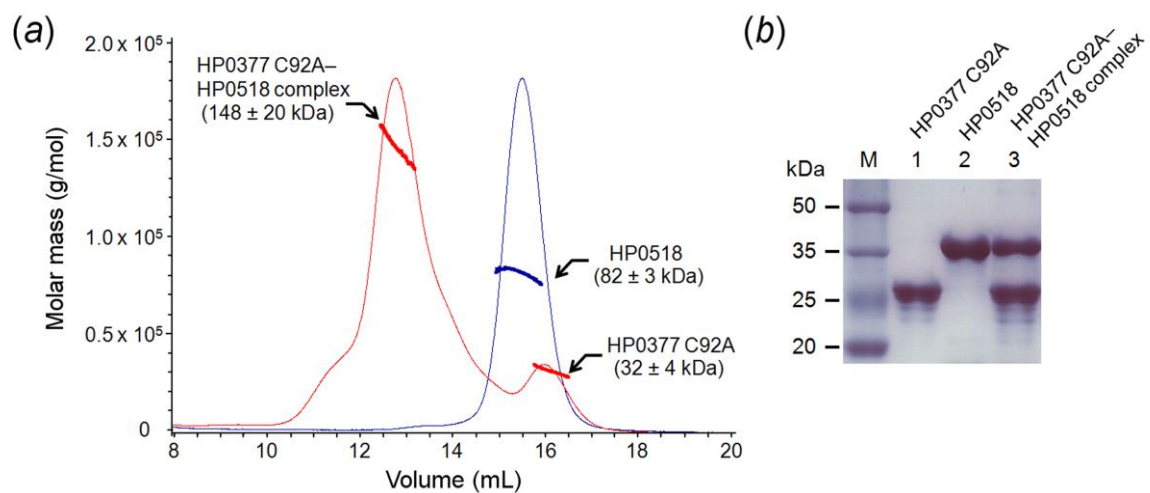 (a)
2.0 x 10⁵
1.5 x 10⁵
1.0 x 10⁵
0.5 x 10⁵
0
Molar mass (g/mol)
8
10
12
14
16
18
20
Volume (mL)
HP0377 C92A–
HP0518 complex
(148 ± 20 kDa)
HP0518
(82 ± 3 kDa)
HP0377 C92A
(32 ± 4 kDa)
(b)
HP0377 C92A
HP0518
HP0377 C92A–
HP0518 complex
kDa
M
1
2
3
50
35
25
20